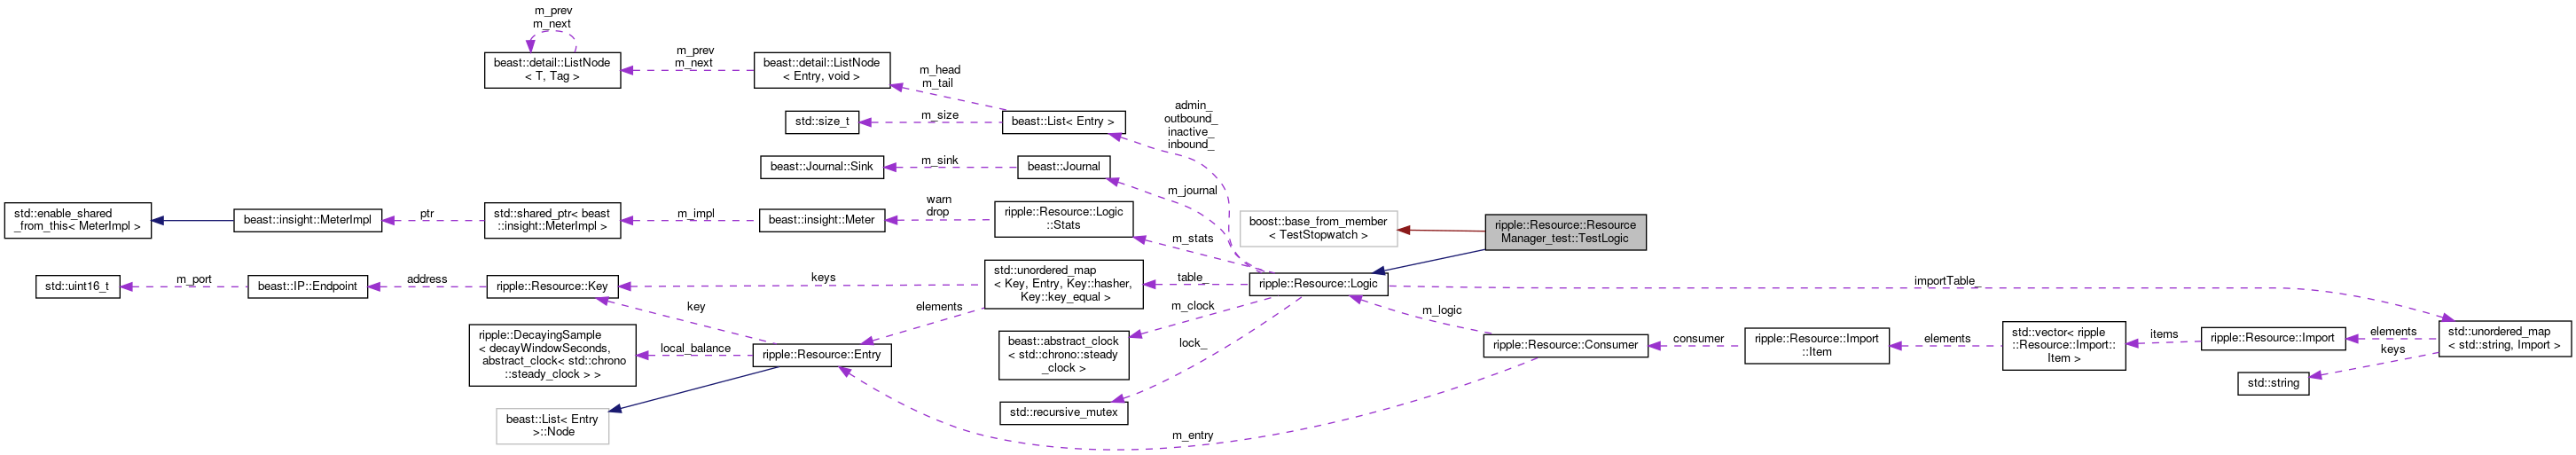 m_prev
m_next
beast::detail::ListNode
< T, Tag >
m_prev
m_next
beast::detail::ListNode
< Entry, void >
m_head
m_tail
std::size_t
m_size
beast::List< Entry >
admin_
outbound_
inactive_
inbound_
beast::Journal::Sink
m_sink
beast::Journal
m_journal
std::enable_shared
_from_this< MeterImpl >
beast::insight::MeterImpl
ptr
std::shared_ptr< beast
::insight::MeterImpl >
m_impl
beast::insight::Meter
warn
drop
ripple::Resource::Logic
::Stats
m_stats
boost::base_from_member
< TestStopwatch >
ripple::Resource::Resource
Manager_test::TestLogic
std::uint16_t
m_port
beast::IP::Endpoint
address
ripple::Resource::Key
keys
std::unordered_map
< Key, Entry, Key::hasher,
Key::key_equal >
table_
ripple::Resource::Logic
importTable_
key
elements
m_clock
m_logic
ripple::DecayingSample
< decayWindowSeconds,
abstract_clock< std::chrono
::steady_clock > >
local_balance
ripple::Resource::Entry
beast::abstract_clock
< std::chrono::steady
_clock >
lock_
ripple::Resource::Consumer
consumer
ripple::Resource::Import
::Item
elements
std::vector< ripple
::Resource::Import::
Item >
items
ripple::Resource::Import
elements
keys
std::unordered_map
< std::string, Import >
std::string
beast::List< Entry
>::Node
std::recursive_mutex
m_entry